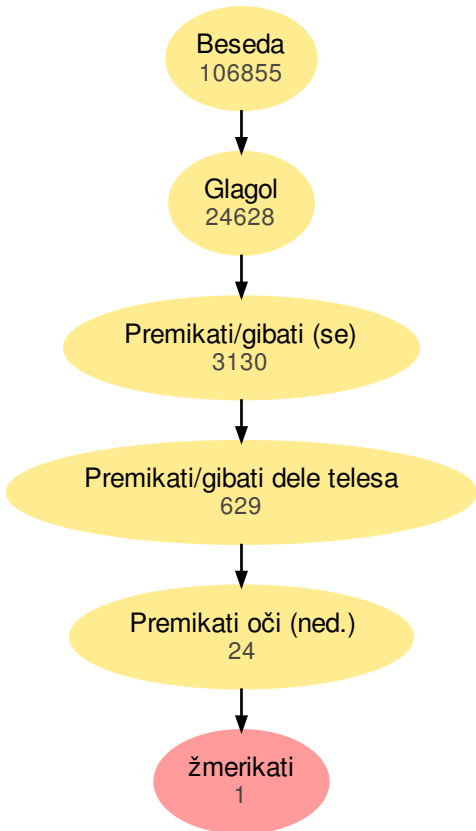 Beseda
106855
Glagol
24628
Premikati/gibati (se)
3130
Premikati/gibati dele telesa
629
Premikati oči (ned.)
24
žmerikati
1